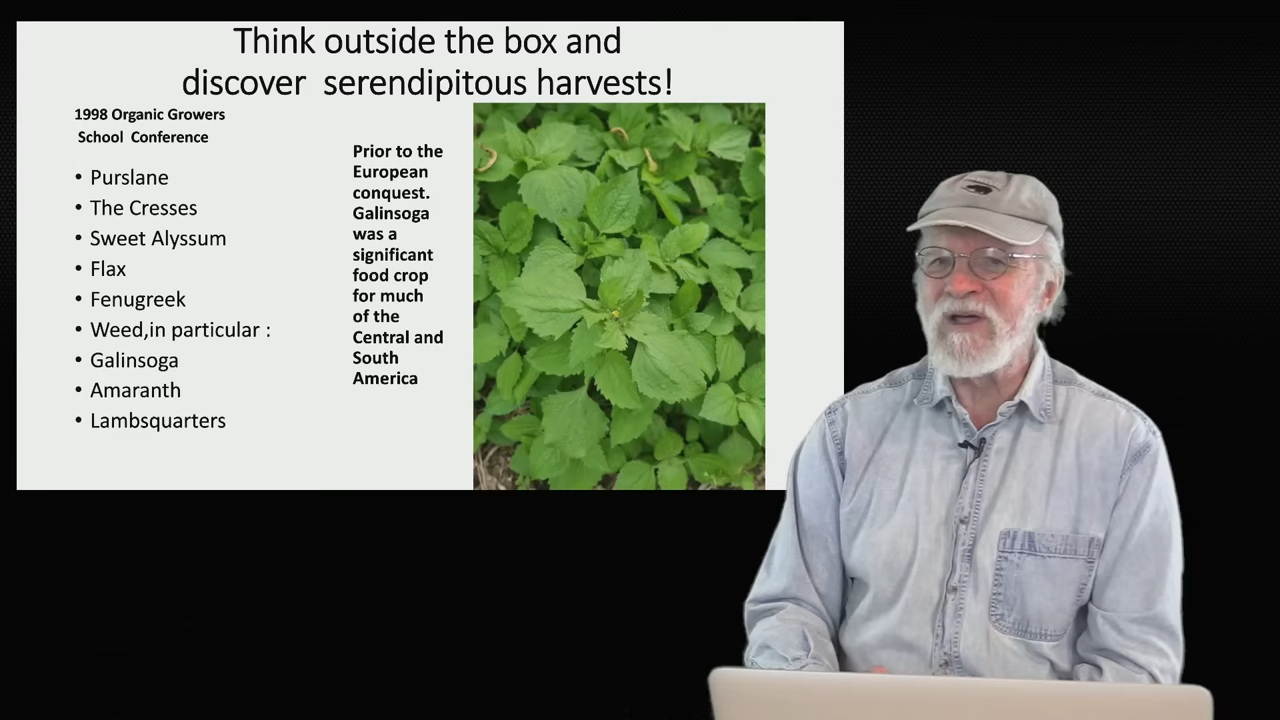 Think outside the box and
discover  serendipitous harvests!
1998 Organic Growers
School  Conference
• Purslane
• The Cresses
• Sweet Alyssum
• Flax
• Fenugreek
• Weed,in particular :
• Galinsoga
• Amaranth
• Lambsquarters
Prior to the
European
conquest.
Galinsoga
was a
significant
food crop
for much
of the
Central and
South
America